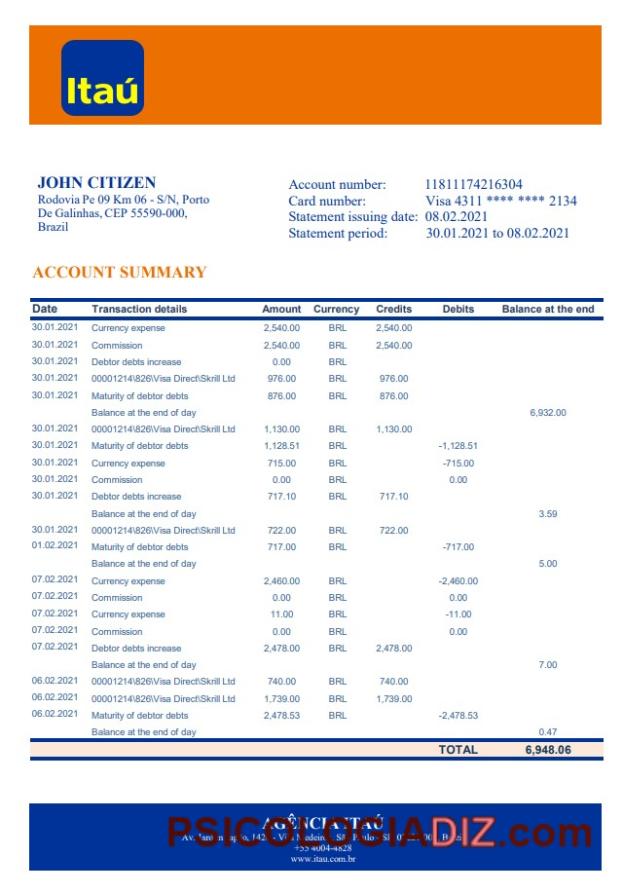 Itaú
JOHN CITIZEN
Rodovia Pe 09 Km 06 - S/N, Porto
De Galinhas, CEP 55590-000,
Brazil
Account number: 11811174216304
Card number: Visa 4311 **** **** 2134
Statement issuing date: 08.02.2021
Statement period: 30.01.2021 to 08.02.2021
ACCOUNT SUMMARY
Date Transaction details Amount Currency Credits Debits Balance at the end
30.01.2021 Currency expense 2,540.00 BRL 2,540.00
30.01.2021 Commission 2,540.00 BRL 2,540.00
30.01.2021 Debtor debts increase 0.00 BRL
30.01.2021 00001214\826\Visa Direct\Skrill Ltd 976.00 BRL 976.00
30.01.2021 Maturity of debtor debts 876.00 BRL 876.00
Balance at the end of day 6,932.00
30.01.2021 00001214\826\Visa Direct\Skrill Ltd 1,130.00 BRL 1,130.00
30.01.2021 Maturity of debtor debts 1,128.51 BRL -1,128.51
30.01.2021 Currency expense 715.00 BRL -715.00
30.01.2021 Commission 0.00 BRL 0.00
30.01.2021 Debtor debts increase 717.10 BRL 717.10
Balance at the end of day 3.59
30.01.2021 00001214\826\Visa Direct\Skrill Ltd 722.00 BRL 722.00
01.02.2021 Maturity of debtor debts 717.00 BRL -717.00
Balance at the end of day 5.00
07.02.2021 Currency expense 2,460.00 BRL -2,460.00
07.02.2021 Commission 0.00 BRL 0.00
07.02.2021 Currency expense 11.00 BRL -11.00
07.02.2021 Commission 0.00 BRL 0.00
07.02.2021 Debtor debts increase 2,478.00 BRL 2,478.00
Balance at the end of day 7.00
06.02.2021 00001214\826\Visa Direct\Skrill Ltd 740.00 BRL 740.00
06.02.2021 00001214\826\Visa Direct\Skrill Ltd 1,739.00 BRL 1,739.00
06.02.2021 Maturity of debtor debts 2,478.53 BRL -2,478.53
Balance at the end of day 0.47
TOTAL 6,948.06
AGÊNCIA ITAÚ
PSICOLOGIADIZ.com
+55 4004-4828
www.itau.com.br